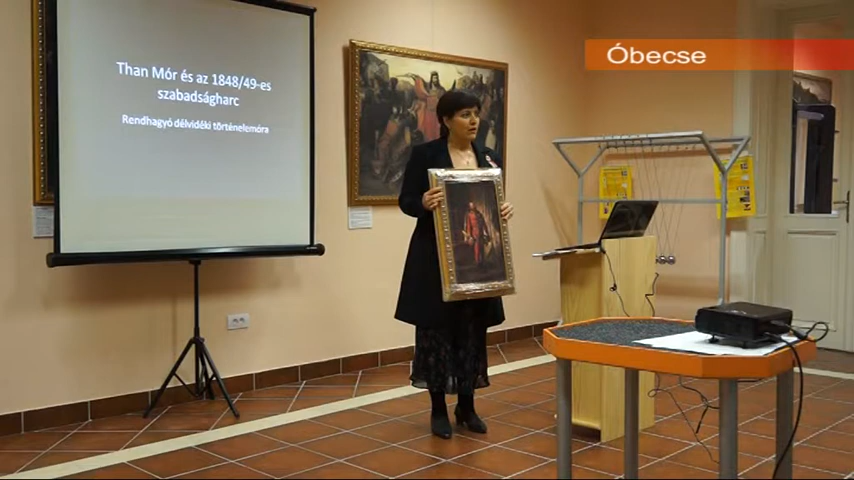 Óbecse
Than Mór és az 1848/49-es
szabadságharc
Rendhagyó délvidéki történelemóra